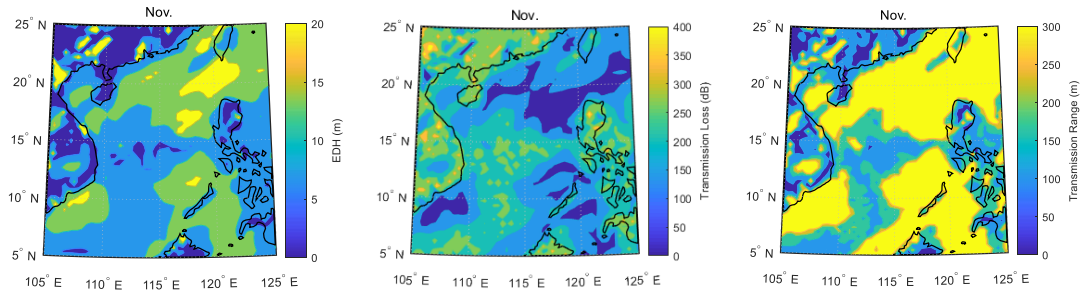 Nov.
25° N
20° N
15° N
10° N
5° N
105° E
110° E
115° E
120° E
125° E
20
15
10
5
0
EDH (m)
Nov.
25° N
20° N
15° N
10° N
5° N
105° E
110° E
115° E
120° E
125° E
400
350
300
250
200
150
100
50
0
Transmission Loss (dB)
Nov.
25° N
20° N
15° N
10° N
5° N
105° E
110° E
115° E
120° E
125° E
300
250
200
150
100
50
0
Transmission Range (m)